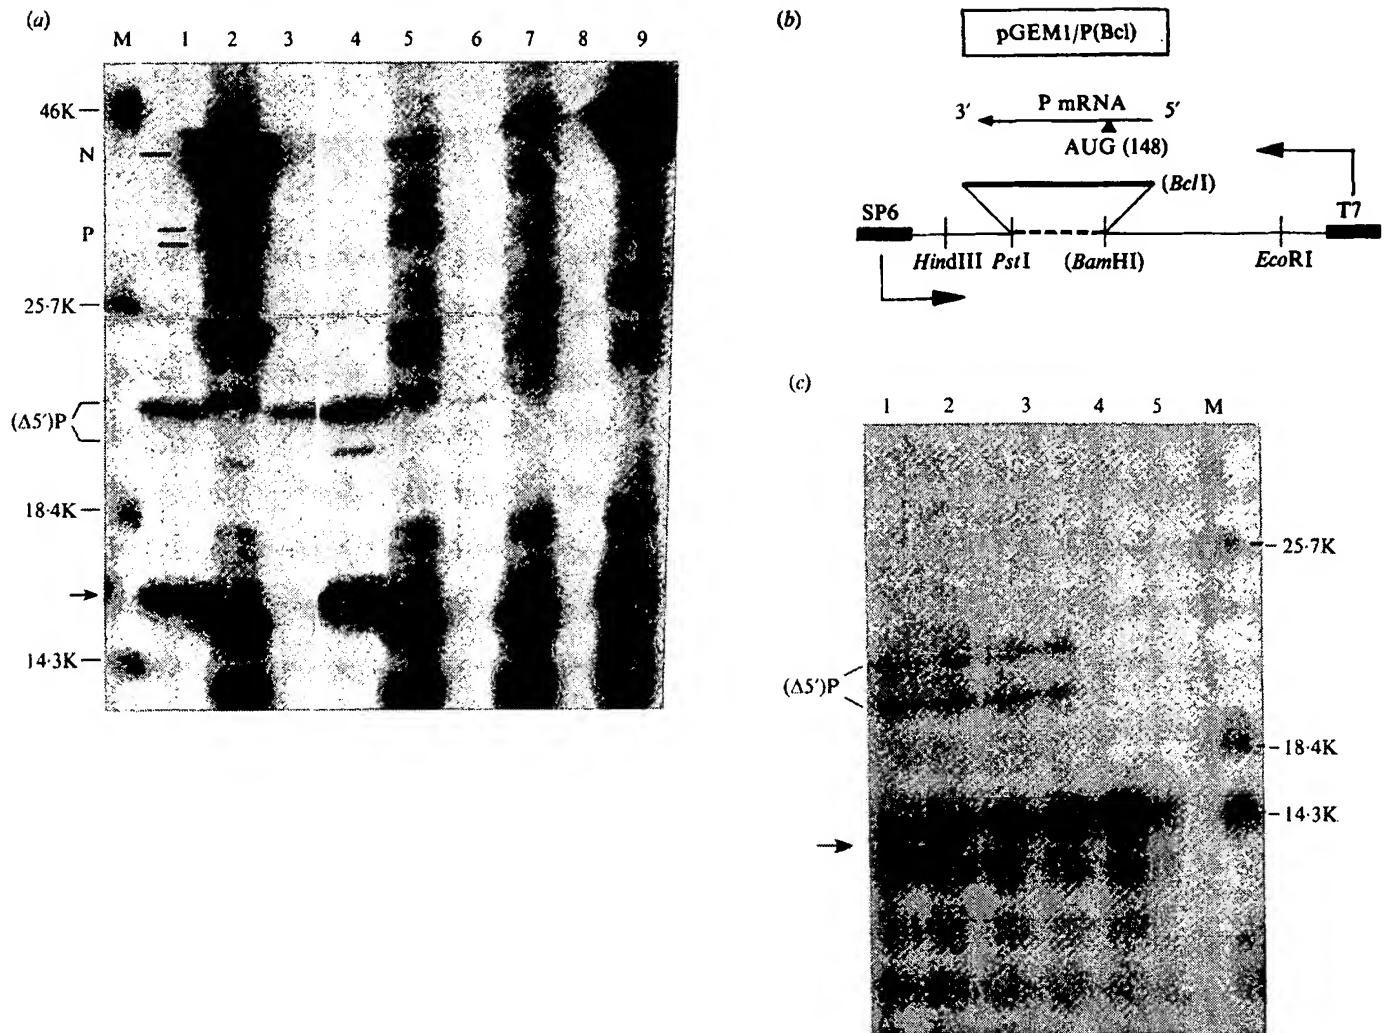 (a)
M 1 2 3 4 5 6 7 8 9
46K
N
P
25·7K
(Δ5′)P
18·4K
14·3K
(b)
pGEM1/P(Bcl)
3′ P mRNA 5′
AUG (148)
(BclI)
SP6 T7
HindIII PstI (BamHI) EcoRI
(c)
1 2 3 4 5 M
25·7K
(Δ5′)P
18·4K
14·3K